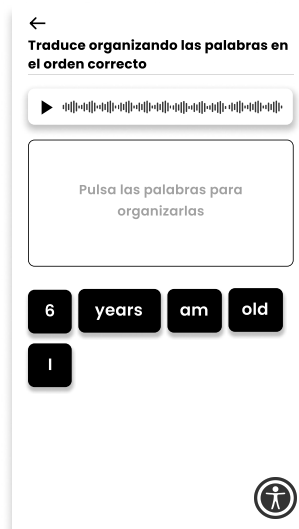 Traduce organizando las palabras en
el orden correcto
Pulsa las palabras para
organizarlas
6 years am old
I